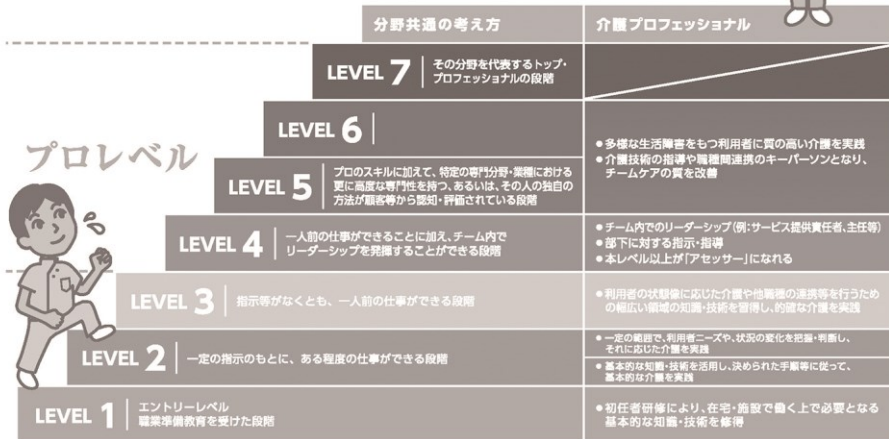 分野共通の考え方
介護プロフェッショナル
LEVEL 7
その分野を代表するトップ・
プロフェッショナルの段階
LEVEL 6
プロレベル
LEVEL 5
プロのスキルに加えて、特定の専門分野・業種における
更に高度な専門性を持つ、あるいは、その人の独自の
方法が顧客等から認知・評価されている段階
●多様な生活障害をもつ利用者に質の高い介護を実践
●介護技術の指導や職種間連携のキーパーソンとなり、
チームケアの質を改善
LEVEL 4
一人前の仕事ができることに加え、チーム内で
リーダーシップを発揮することができる段階
●チーム内でのリーダーシップ(例:サービス提供責任者、主任等)
●部下に対する指示・指導
●本レベル以上が「アセッサー」になれる
LEVEL 3
指示等がなくとも、一人前の仕事ができる段階
●利用者の状態像に応じた介護や他職種の連携等を行うため
の幅広い領域の知識・技術を習得し、的確な介護を実践
LEVEL 2
一定の指示のもとに、ある程度の仕事ができる段階
●一定の範囲で、利用者ニーズや、状況の変化を把握・判断し、
それに応じた介護を実践
●基本的な知識・技術を活用し、決められた手順等に従って、
基本的な介護を実践
LEVEL 1
エントリーレベル
職業準備教育を受けた段階
●初任者研修により、在宅・施設で働く上で必要となる
基本的な知識・技術を修得